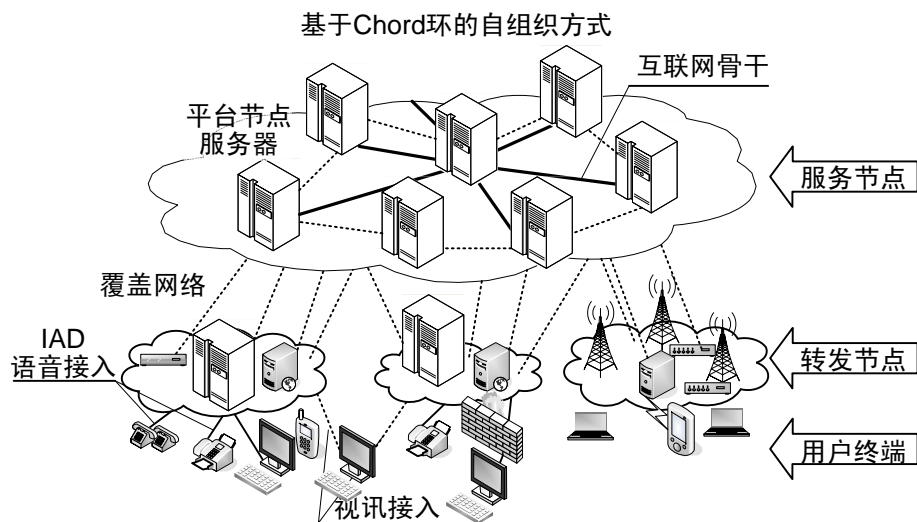 基于Chord环的自组织方式
互联网骨干
平台节点
服务器
服务节点
覆盖网络
IAD
语音接入
转发节点
用户终端
视讯接入